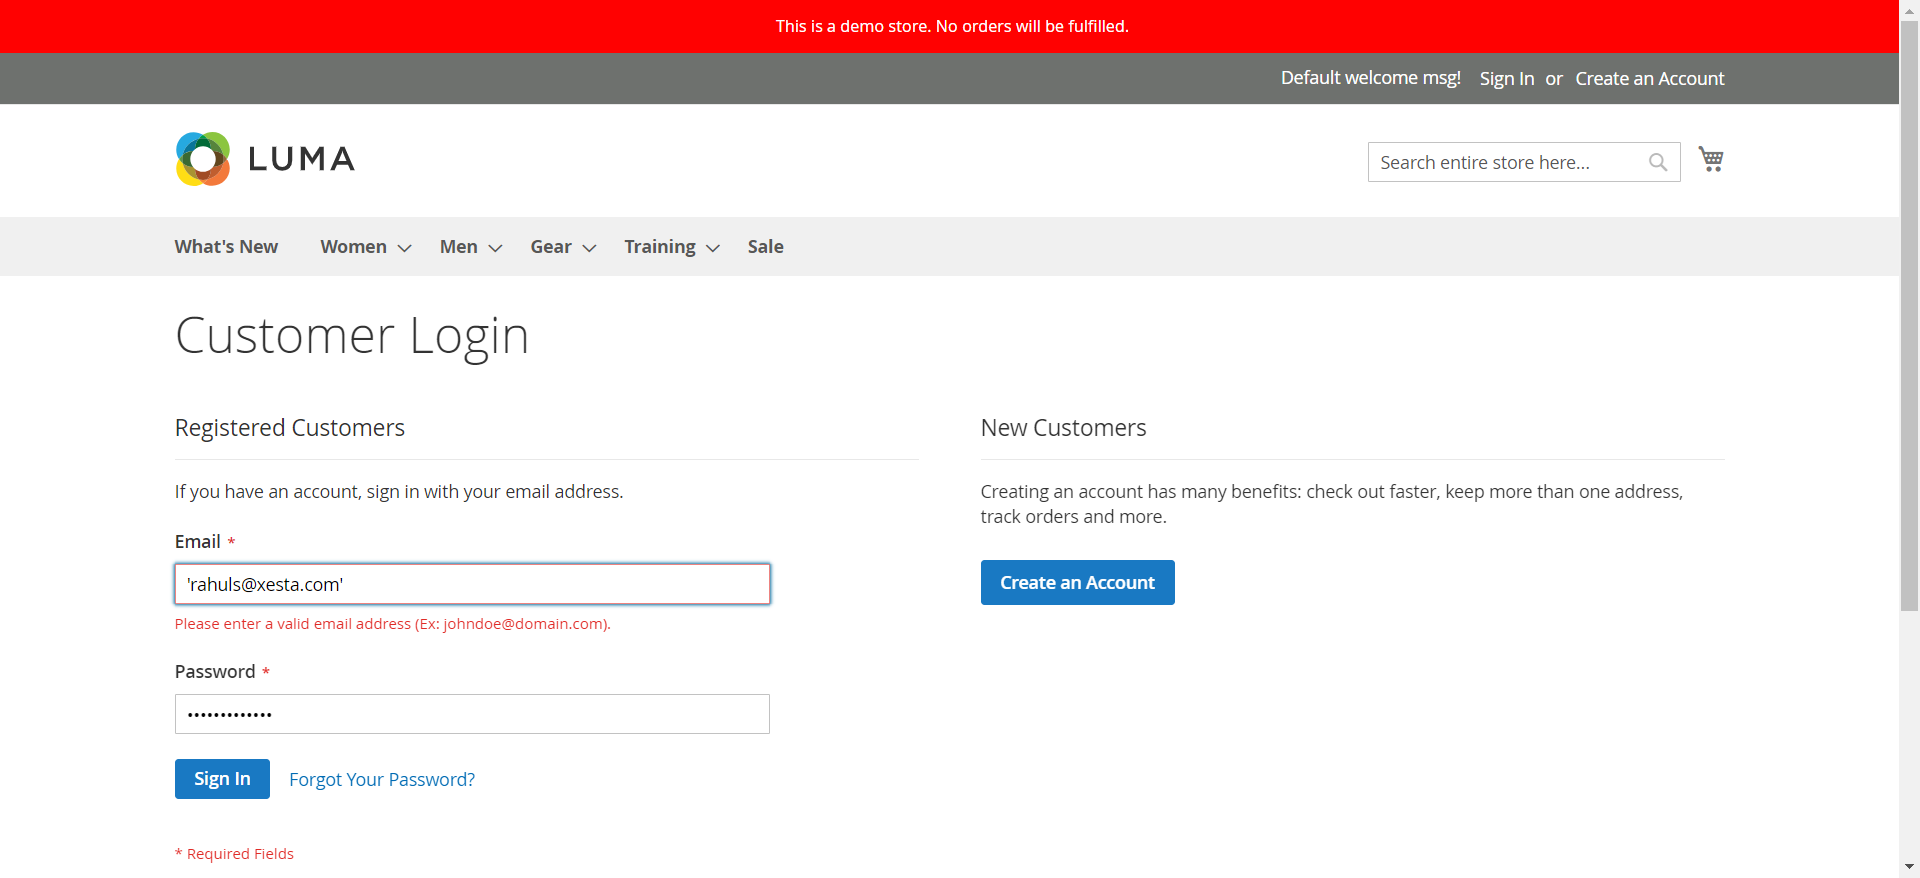 This is a demo store. No orders will be fulfilled.
Default welcome msg! Sign In or Create an Account
LUMA
Search entire store here...
What's New Women Men Gear Training Sale
Customer Login
Registered Customers
If you have an account, sign in with your email address.
Email *
'rahuls@xesta.com'
Please enter a valid email address (Ex: johndoe@domain.com).
Password *
•••••••••••••
Sign In Forgot Your Password?
* Required Fields
New Customers
Creating an account has many benefits: check out faster, keep more than one address,
track orders and more.
Create an Account